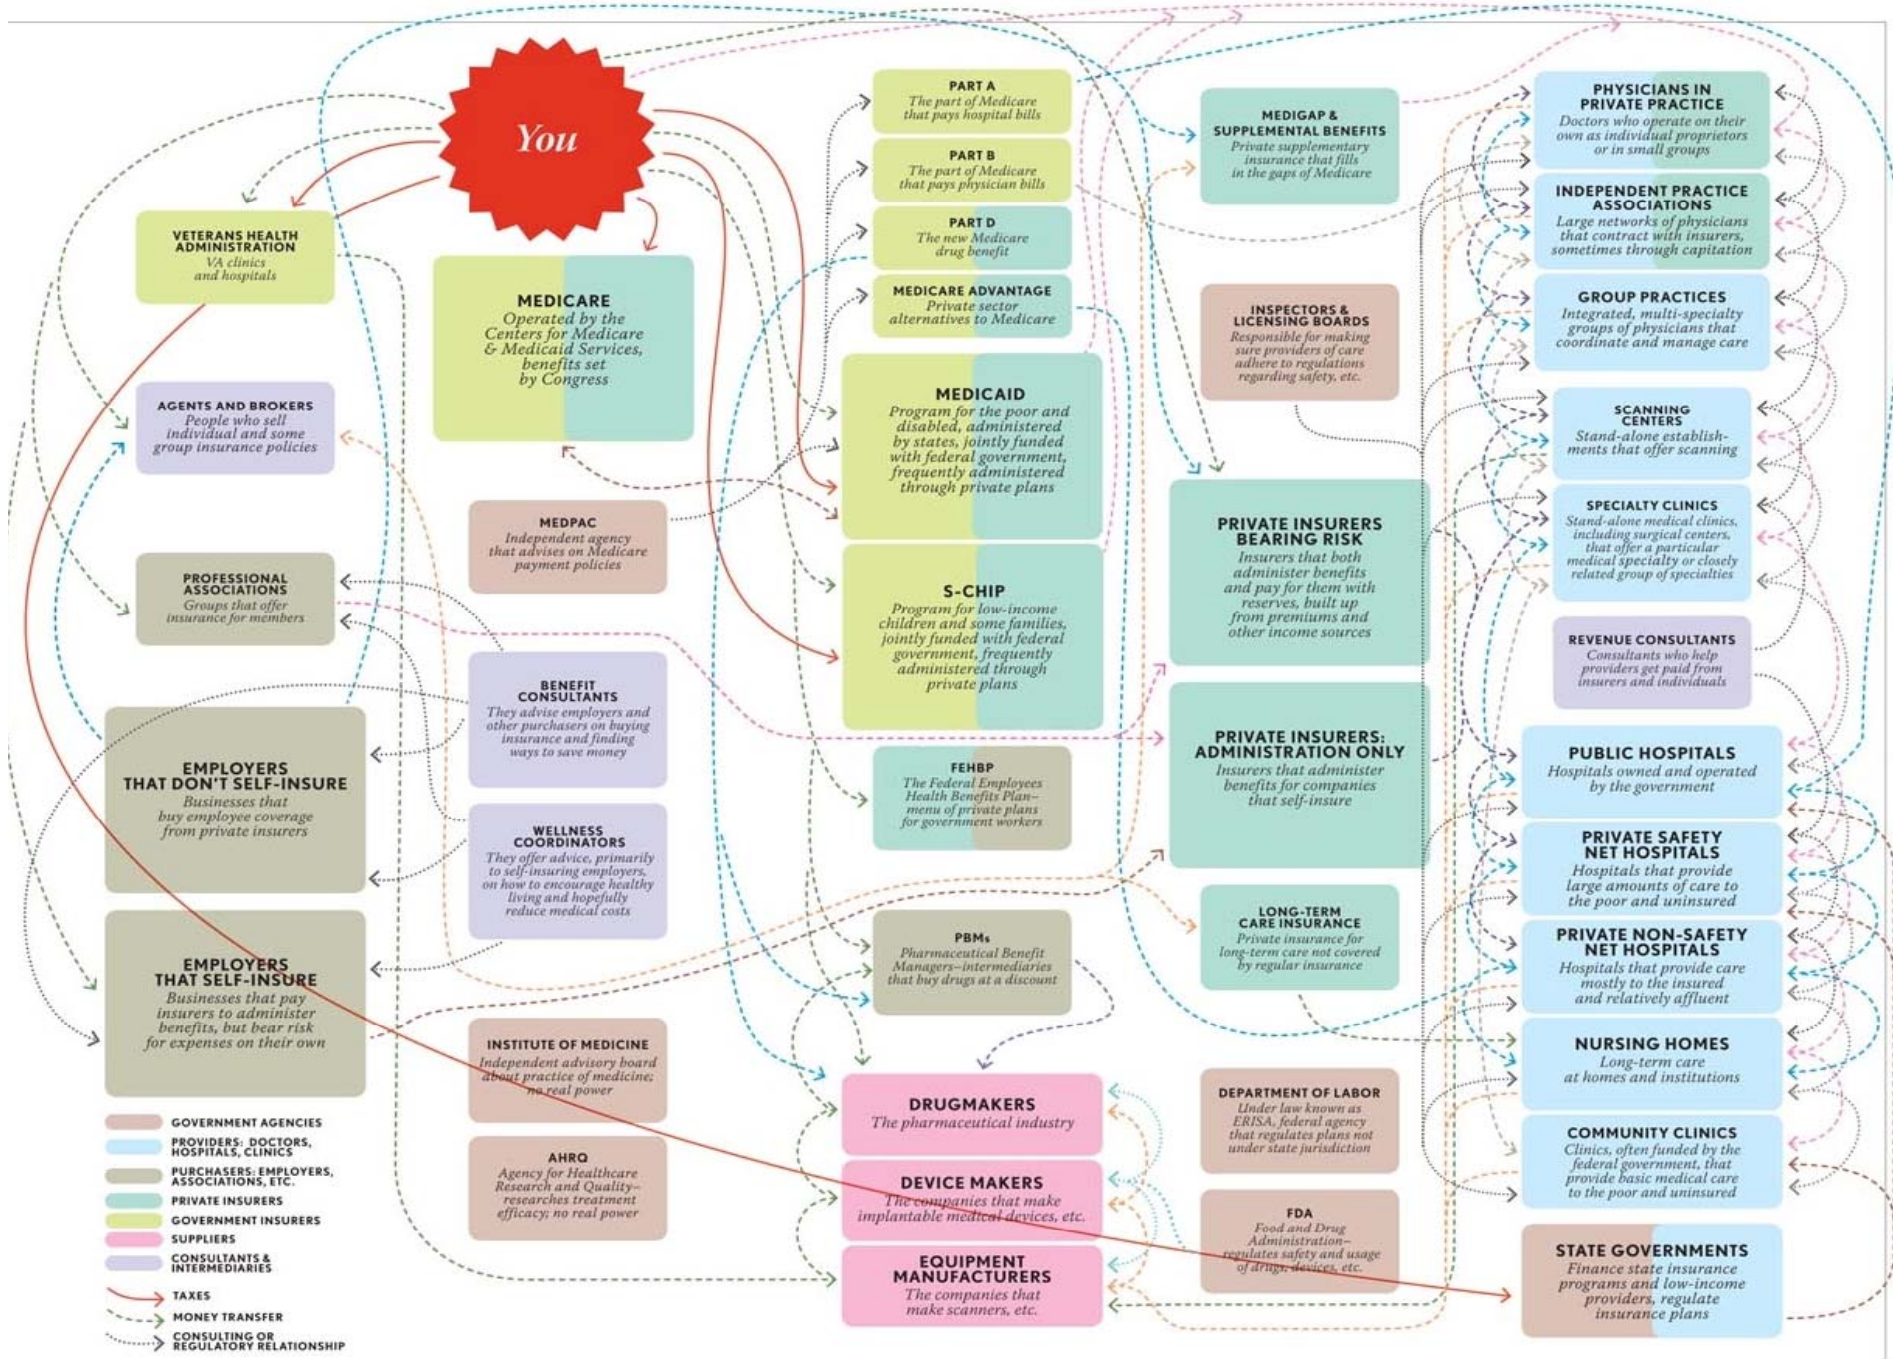 You
VETERANS HEALTH
ADMINISTRATION
VA clinics
and hospitals
AGENTS AND BROKERS
People who sell
individual and some
group insurance policies
PROFESSIONAL
ASSOCIATIONS
Groups that offer
insurance for members
EMPLOYERS
THAT DON'T SELF-INSURE
Businesses that
buy employee coverage
from private insurers
EMPLOYERS
THAT SELF-INSURE
Businesses that pay
insurers to administer
benefits, but bear risk
for expenses on their own
GOVERNMENT AGENCIES
PROVIDERS: DOCTORS,
HOSPITALS, CLINICS
PURCHASERS: EMPLOYERS,
ASSOCIATIONS, ETC.
PRIVATE INSURERS
GOVERNMENT INSURERS
SUPPLIERS
CONSULTANTS &
INTERMEDIARIES
TAXES
MONEY TRANSFER
CONSULTING OR
REGULATORY RELATIONSHIP
MEDICARE
Operated by the
Centers for Medicare
& Medicaid Services,
benefits set
by Congress
MEDPAC
Independent agency
that advises on Medicare
payment policies
BENEFIT
CONSULTANTS
They advise employers and
other purchasers on buying
insurance and finding
ways to save money
WELLNESS
COORDINATORS
They offer advice, primarily
to self-insuring employers,
on how to encourage healthy
living and hopefully
reduce medical costs
INSTITUTE OF MEDICINE
Independent advisory board
about practice of medicine;
no real power
AHRQ
Agency for Healthcare
Research and Quality–
researches treatment
efficacy; no real power
PART A
The part of Medicare
that pays hospital bills
PART B
The part of Medicare
that pays physician bills
PART D
The new Medicare
drug benefit
MEDICARE ADVANTAGE
Private sector
alternatives to Medicare
MEDICAID
Program for the poor and
disabled, administered
by states, jointly funded
with federal government,
frequently administered
through private plans
S-CHIP
Program for low-income
children and some families,
jointly funded with federal
government, frequently
administered through
private plans
FEHBP
The Federal Employees
Health Benefits Plan–
menu of private plans
for government workers
PBMs
Pharmaceutical Benefit
Managers–intermediaries
that buy drugs at a discount
DRUGMAKERS
The pharmaceutical industry
DEVICE MAKERS
The companies that make
implantable medical devices, etc.
EQUIPMENT
MANUFACTURERS
The companies that
make scanners, etc.
MEDIGAP &
SUPPLEMENTAL BENEFITS
Private supplementary
insurance that fills
in the gaps of Medicare
INSPECTORS &
LICENSING BOARDS
Responsible for making
sure providers of care
adhere to regulations
regarding safety, etc.
PRIVATE INSURERS
BEARING RISK
Insurers that both
administer benefits
and pay for them with
reserves, built up
from premiums and
other income sources
PRIVATE INSURERS:
ADMINISTRATION ONLY
Insurers that administer
benefits for companies
that self-insure
LONG-TERM
CARE INSURANCE
Private insurance for
long-term care not covered
by regular insurance
DEPARTMENT OF LABOR
Under law known as
ERISA, federal agency
that regulates plans not
under state jurisdiction
FDA
Food and Drug
Administration–
regulates safety and usage
of drugs, devices, etc.
PHYSICIANS IN
PRIVATE PRACTICE
Doctors who operate on their
own as individual proprietors
or in small groups
INDEPENDENT PRACTICE
ASSOCIATIONS
Large networks of physicians
that contract with insurers,
sometimes through capitation
GROUP PRACTICES
Integrated, multi-specialty
groups of physicians that
coordinate and manage care
SCANNING
CENTERS
Stand-alone establish-
ments that offer scanning
SPECIALTY CLINICS
Stand-alone medical clinics,
including surgical centers,
that offer a particular
medical specialty or closely
related group of specialties
REVENUE CONSULTANTS
Consultants who help
providers get paid from
insurers and individuals
PUBLIC HOSPITALS
Hospitals owned and operated
by the government
PRIVATE SAFETY
NET HOSPITALS
Hospitals that provide
large amounts of care to
the poor and uninsured
PRIVATE NON-SAFETY
NET HOSPITALS
Hospitals that provide care
mostly to the insured
and relatively affluent
NURSING HOMES
Long-term care
at homes and institutions
COMMUNITY CLINICS
Clinics, often funded by the
federal government, that
provide basic medical care
to the poor and uninsured
STATE GOVERNMENTS
Finance state insurance
programs and low-income
providers, regulate
insurance plans